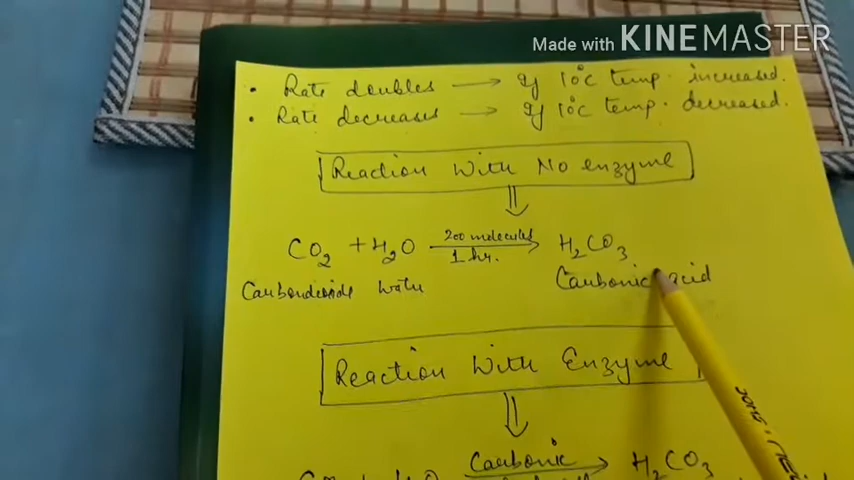 Made with KINEMASTER
• Rate doubles → If 10°C temp. increased.
• Rate decreases → If 10°C temp. decreased.
Reaction With No enzyme
CO2 + H2O 200 molecules 1 hr. → H2CO3
Carbondioxide Water Carbonic acid
Reaction With Enzyme
Carbonic → H2CO3